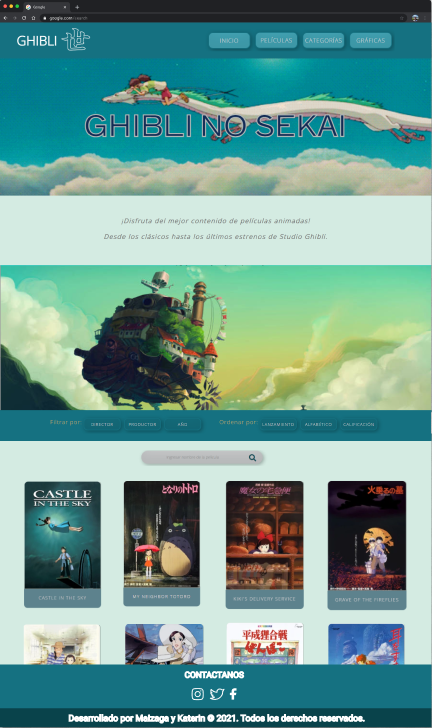 Google
google.com/search
GHIBLI 世
INICIO
PELÍCULAS
CATEGORÍAS
GRÁFICAS
GHIBLI NO SEKAI
¡Disfruta del mejor contenido de películas animadas!
Desde los clásicos hasta los últimos estrenos de Studio Ghibli.
Filtrar por:
DIRECTOR
PRODUCTOR
AÑO
Ordenar por:
LANZAMIENTO
ALFABÉTICO
CALIFICACIÓN
CASTLE
IN THE SKY
となりのトトロ
魔女の宅急便
火垂るの墓
CASTLE IN THE SKY
MY NEIGHBOR TOTORO
KIKI'S DELIVERY SERVICE
GRAVE OF THE FIREFLIES
平成狸合戦
ぽんぽこ
CONTACTANOS
Desarrollado por Malzaga y Katerin © 2021. Todos los derechos reservados.